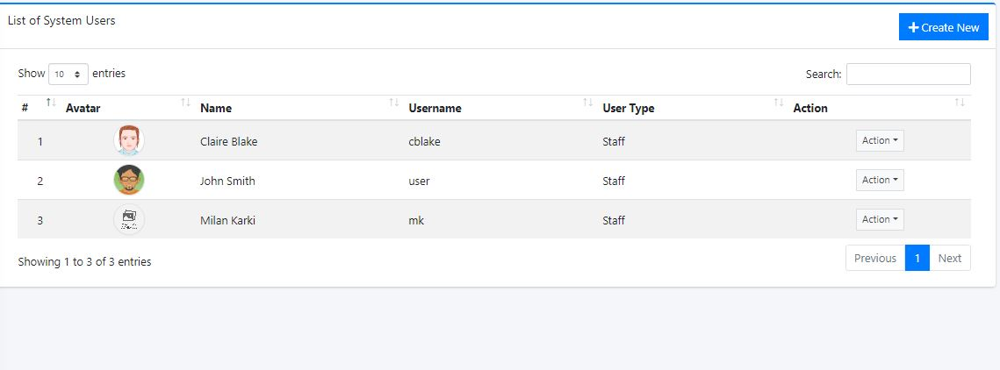 List of System Users
Create New
Show 10 entries
Search:
# Avatar Name Username User Type Action
1 Claire Blake cblake Staff Action
2 John Smith user Staff Action
3 Milan Karki mk Staff Action
Showing 1 to 3 of 3 entries
Previous 1 Next